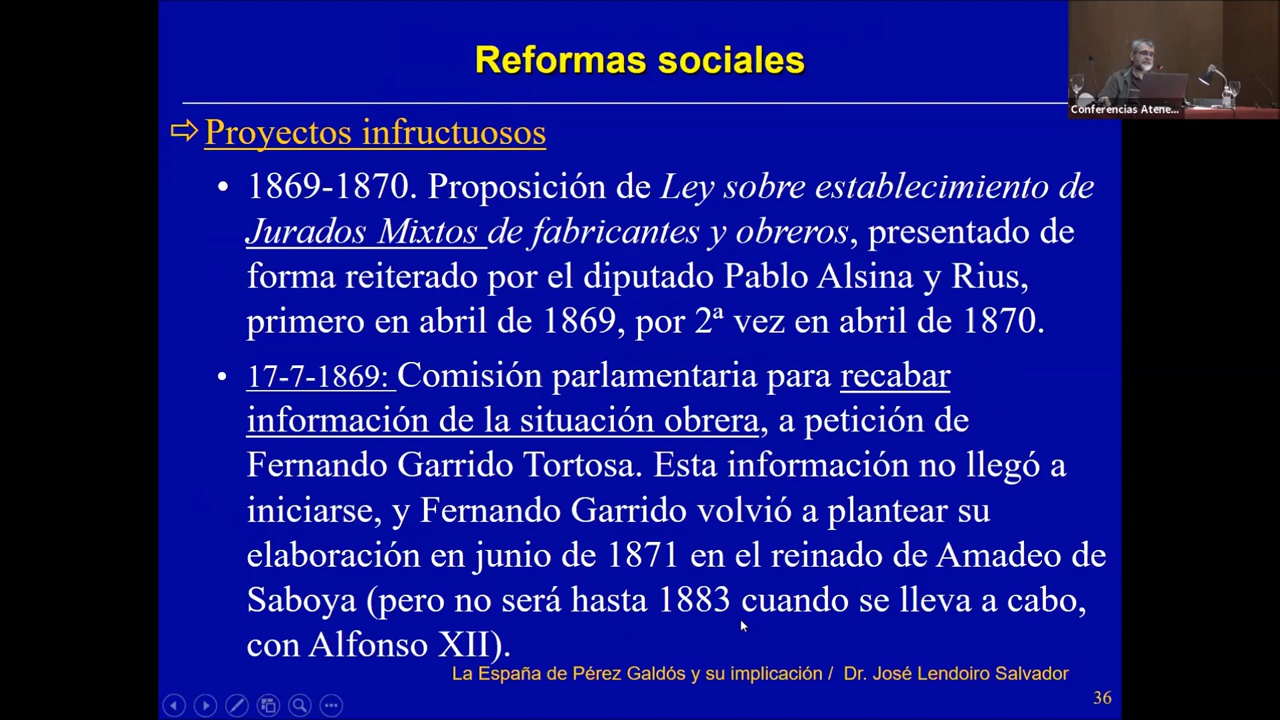 Reformas sociales
Conferencias Atene...
⇨ Proyectos infructuosos
• 1869-1870. Proposición de Ley sobre establecimiento de
Jurados Mixtos de fabricantes y obreros, presentado de
forma reiterado por el diputado Pablo Alsina y Rius,
primero en abril de 1869, por 2ª vez en abril de 1870.
• 17-7-1869: Comisión parlamentaria para recabar
información de la situación obrera, a petición de
Fernando Garrido Tortosa. Esta información no llegó a
iniciarse, y Fernando Garrido volvió a plantear su
elaboración en junio de 1871 en el reinado de Amadeo de
Saboya (pero no será hasta 1883 cuando se lleva a cabo,
con Alfonso XII).
La España de Pérez Galdós y su implicación / Dr. José Lendoiro Salvador
36